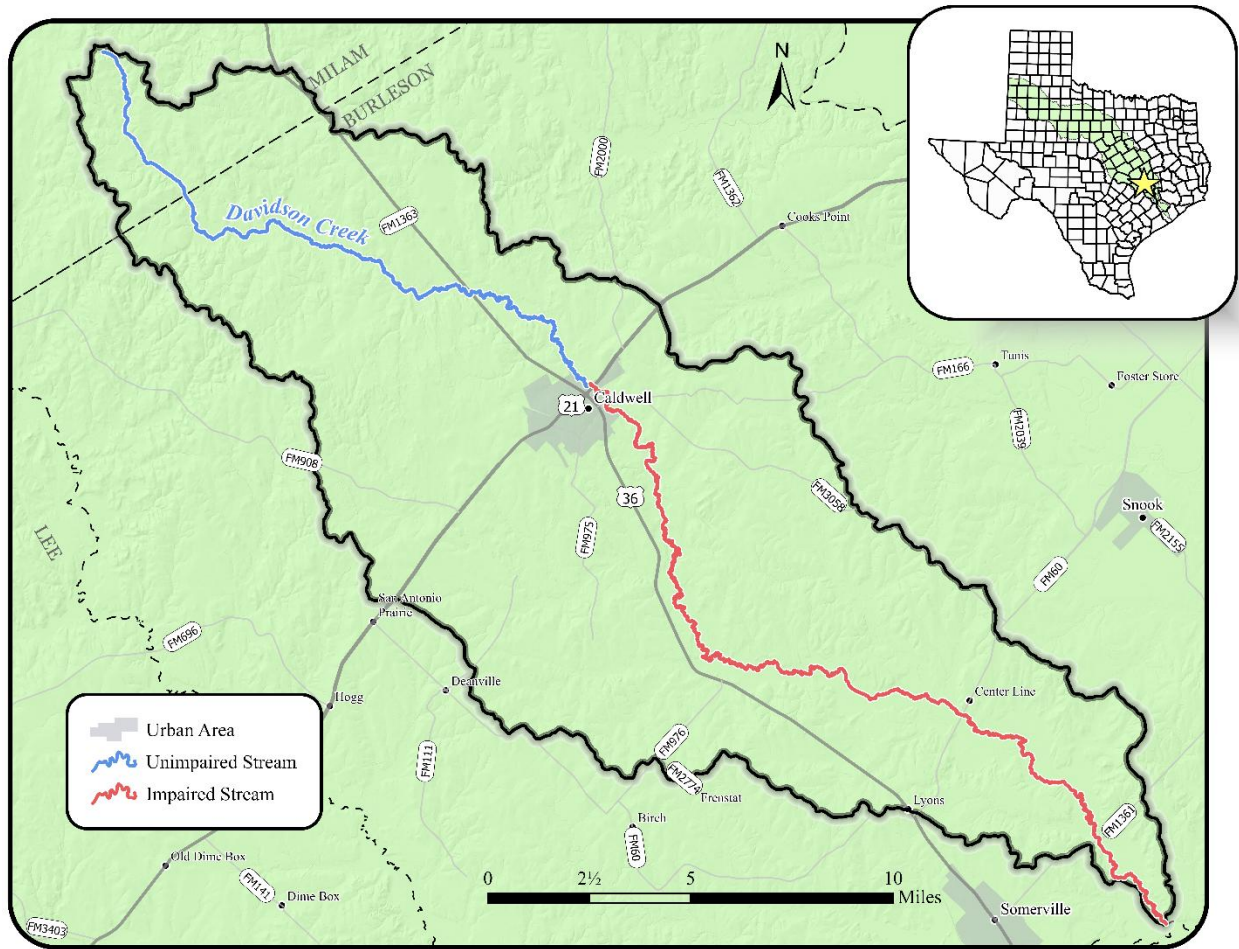 N
MILAM
BURLESON
FM2000
FM1362
FM1363
Davidson Creek
Cooks Point
FM166
Tunis
Foster Store
21
Caldwell
FM2039
FM908
36
FM3058
Snook
FM2155
LEE
FM975
FM60
San Antonio
Prairie
FM696
Deanville
Hogg
Center Line
Urban Area
Unimpaired Stream
Impaired Stream
FM111
FM976
FM2774
Frenstat
Lyons
FM1361
Birch
FM60
Old Dime Box
FM141
Dime Box
0 2½ 5 10
Miles
Somerville
FM3403